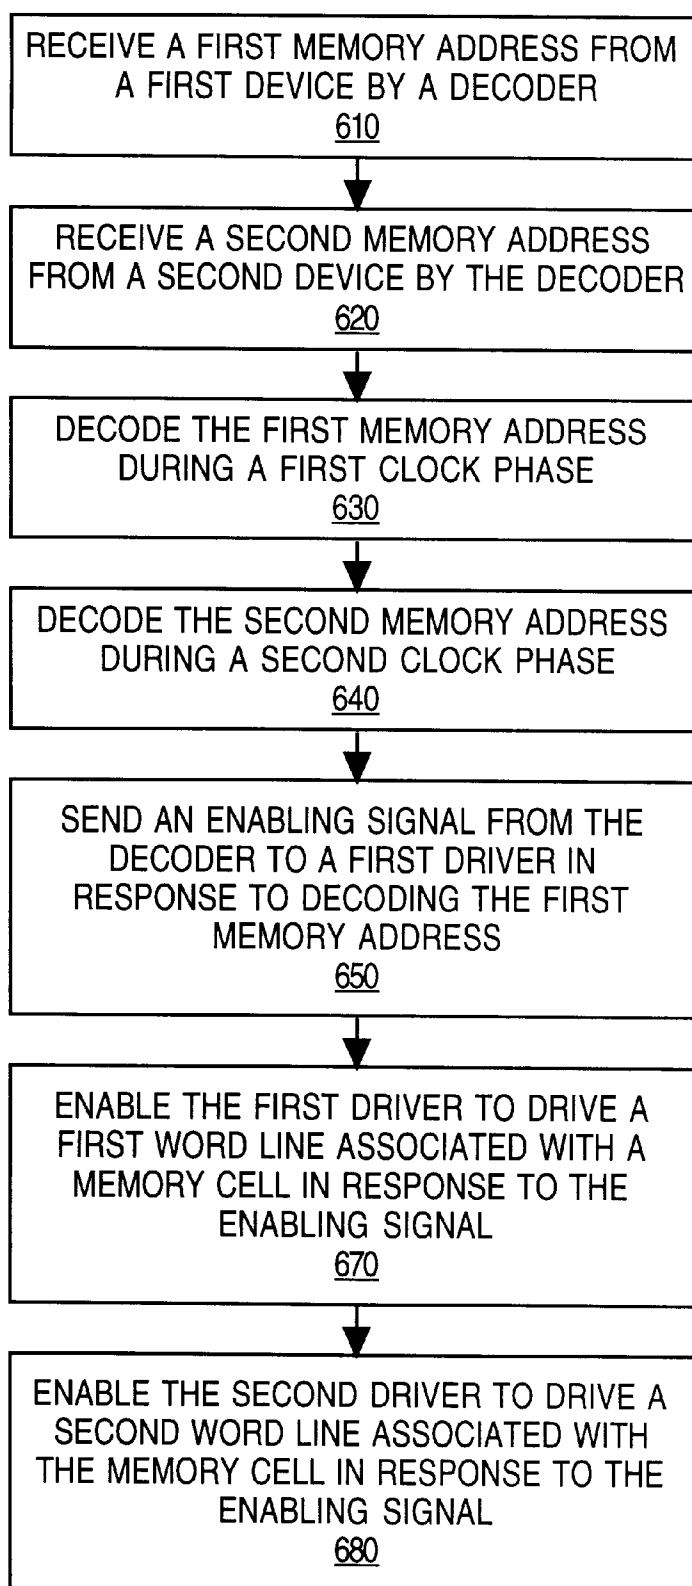 RECEIVE A FIRST MEMORY ADDRESS FROM
A FIRST DEVICE BY A DECODER
610
RECEIVE A SECOND MEMORY ADDRESS
FROM A SECOND DEVICE BY THE DECODER
620
DECODE THE FIRST MEMORY ADDRESS
DURING A FIRST CLOCK PHASE
630
DECODE THE SECOND MEMORY ADDRESS
DURING A SECOND CLOCK PHASE
640
SEND AN ENABLING SIGNAL FROM THE
DECODER TO A FIRST DRIVER IN
RESPONSE TO DECODING THE FIRST
MEMORY ADDRESS
650
ENABLE THE FIRST DRIVER TO DRIVE A
FIRST WORD LINE ASSOCIATED WITH A
MEMORY CELL IN RESPONSE TO THE
ENABLING SIGNAL
670
ENABLE THE SECOND DRIVER TO DRIVE A
SECOND WORD LINE ASSOCIATED WITH
THE MEMORY CELL IN RESPONSE TO THE
ENABLING SIGNAL
680